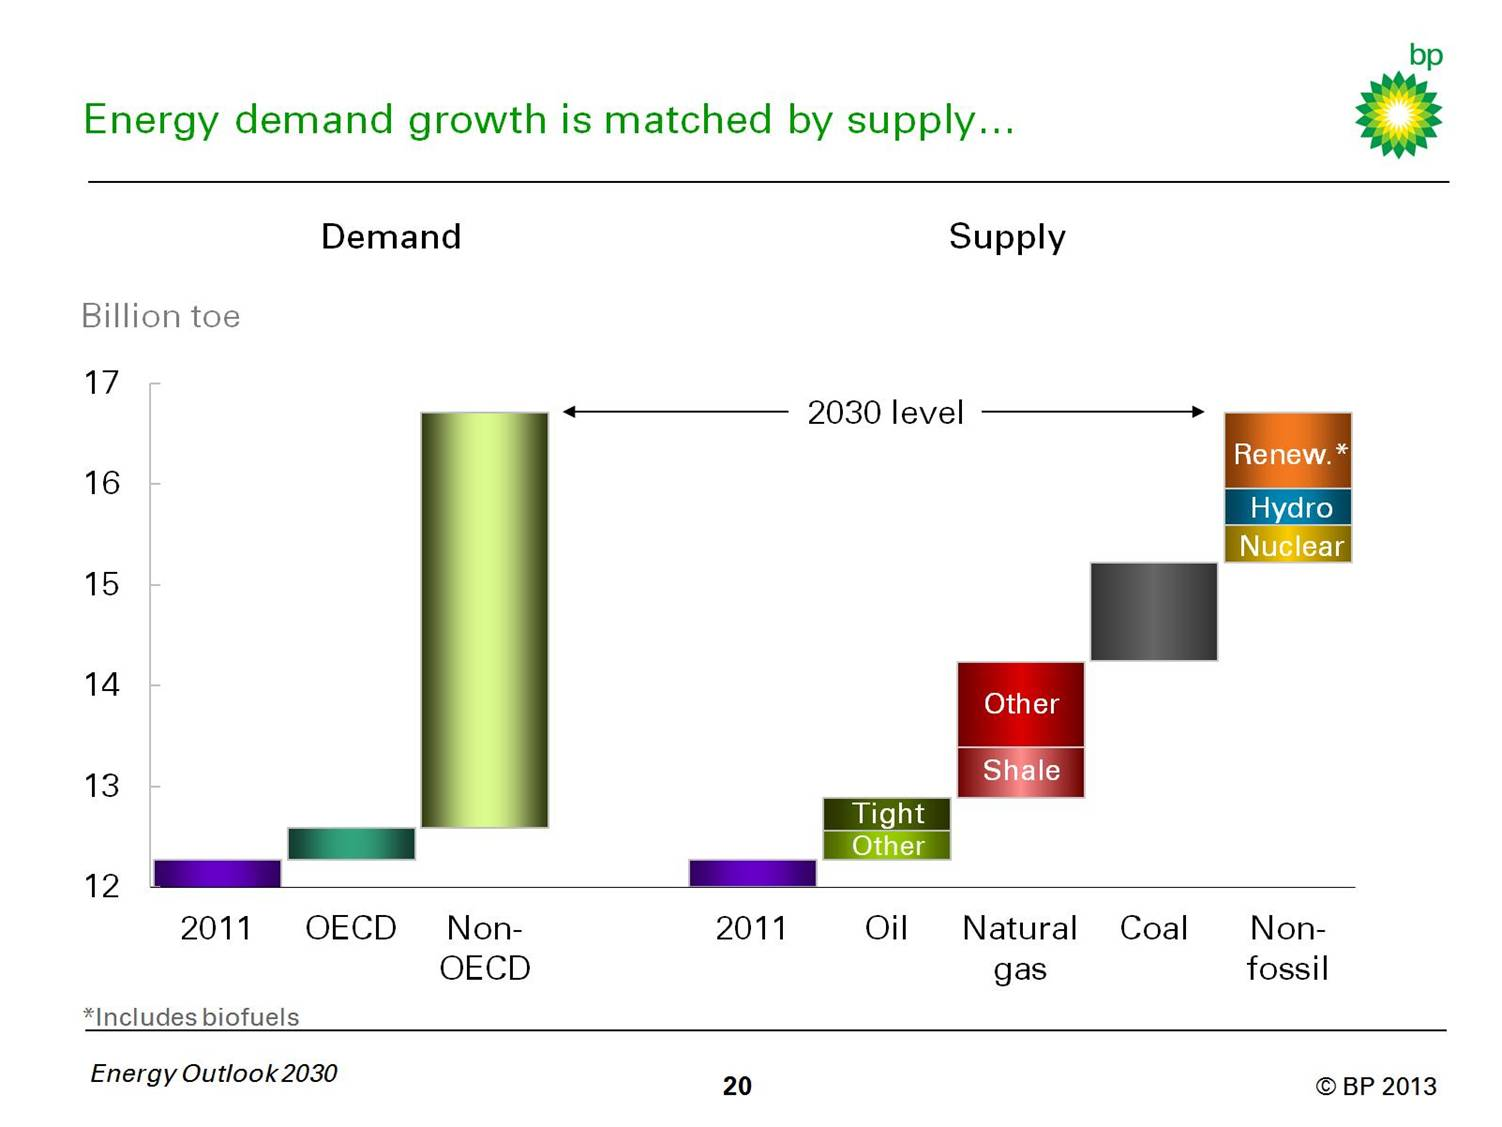 bp
Energy demand growth is matched by supply...
Demand
Supply
Billion toe
17
16
15
14
13
12
2030 level
Renew.*
Hydro
Nuclear
Other
Shale
Tight
Other
2011
OECD
Non-
OECD
2011
Oil
Natural
gas
Coal
Non-
fossil
*Includes biofuels
Energy Outlook 2030
20
© BP 2013